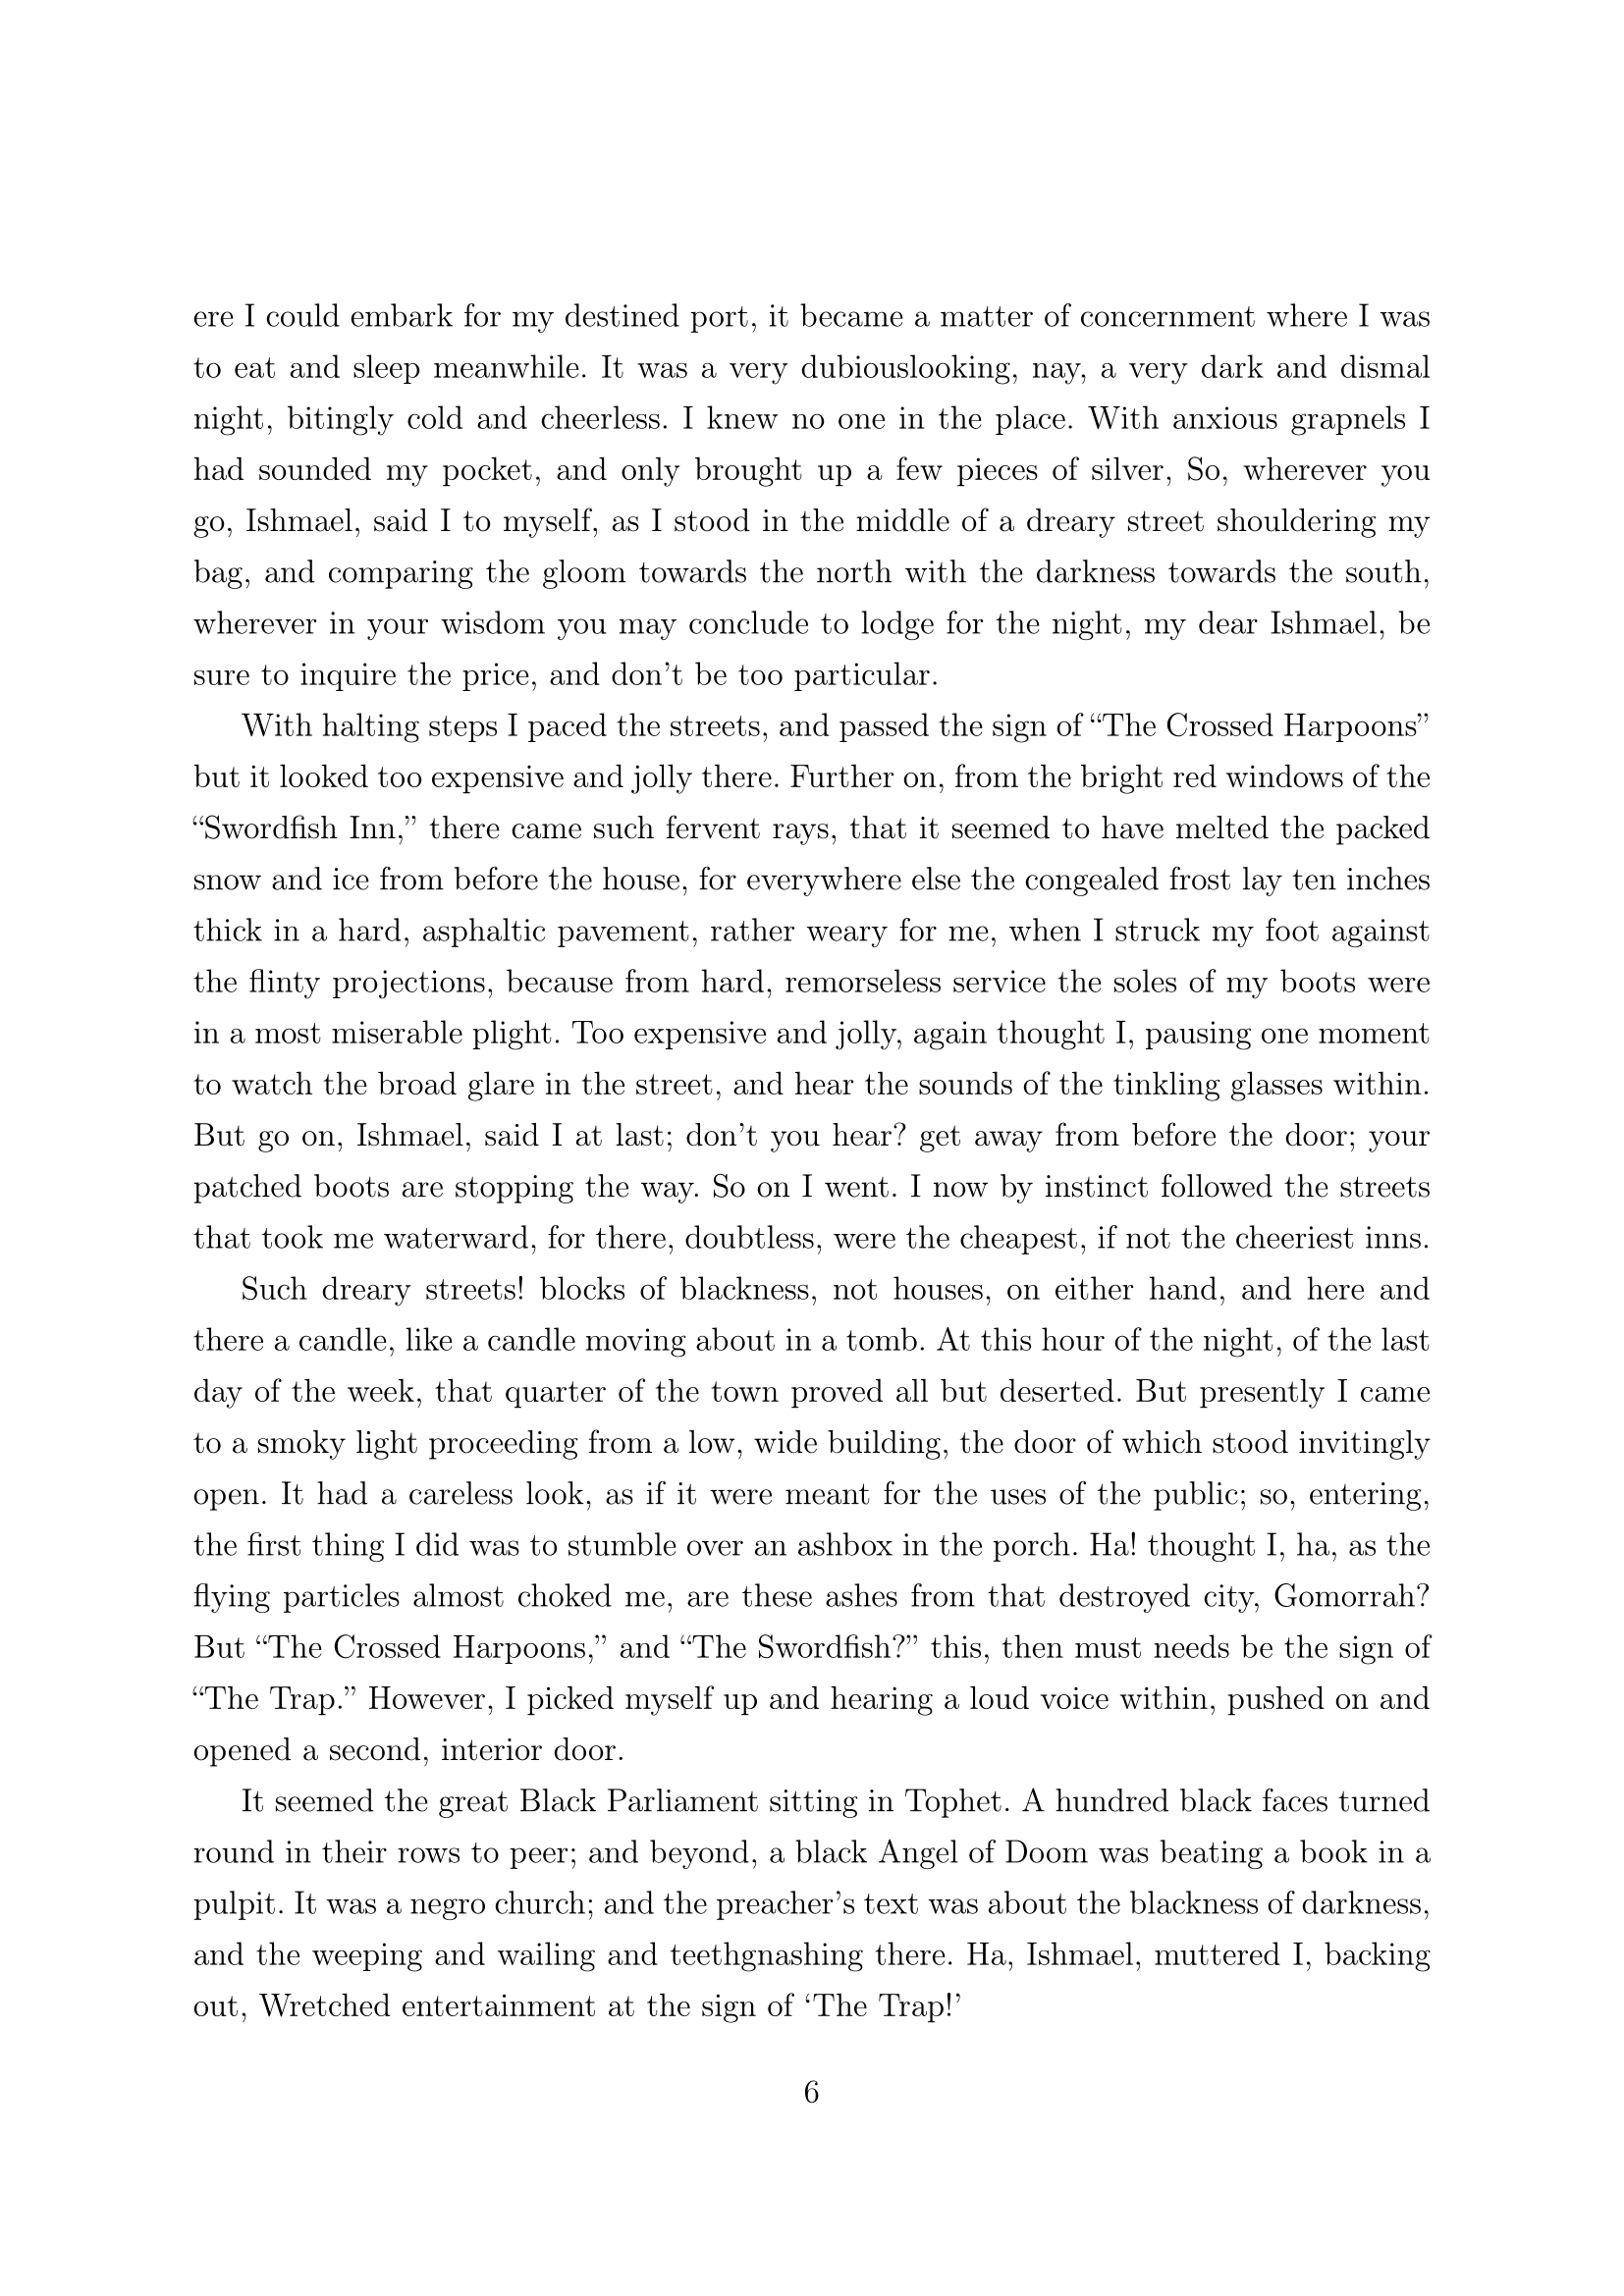 ere I could embark for my destined port, it became a matter of concernment where I was
to eat and sleep meanwhile. It was a very dubiouslooking, nay, a very dark and dismal
night, bitingly cold and cheerless. I knew no one in the place. With anxious grapnels I
had sounded my pocket, and only brought up a few pieces of silver, So, wherever you
go, Ishmael, said I to myself, as I stood in the middle of a dreary street shouldering my
bag, and comparing the gloom towards the north with the darkness towards the south,
wherever in your wisdom you may conclude to lodge for the night, my dear Ishmael, be
sure to inquire the price, and don’t be too particular.
With halting steps I paced the streets, and passed the sign of “The Crossed Harpoons”
but it looked too expensive and jolly there. Further on, from the bright red windows of the
“Swordfish Inn,” there came such fervent rays, that it seemed to have melted the packed
snow and ice from before the house, for everywhere else the congealed frost lay ten inches
thick in a hard, asphaltic pavement, rather weary for me, when I struck my foot against
the flinty projections, because from hard, remorseless service the soles of my boots were
in a most miserable plight. Too expensive and jolly, again thought I, pausing one moment
to watch the broad glare in the street, and hear the sounds of the tinkling glasses within.
But go on, Ishmael, said I at last; don’t you hear? get away from before the door; your
patched boots are stopping the way. So on I went. I now by instinct followed the streets
that took me waterward, for there, doubtless, were the cheapest, if not the cheeriest inns.
Such dreary streets! blocks of blackness, not houses, on either hand, and here and
there a candle, like a candle moving about in a tomb. At this hour of the night, of the last
day of the week, that quarter of the town proved all but deserted. But presently I came
to a smoky light proceeding from a low, wide building, the door of which stood invitingly
open. It had a careless look, as if it were meant for the uses of the public; so, entering,
the first thing I did was to stumble over an ashbox in the porch. Ha! thought I, ha, as the
flying particles almost choked me, are these ashes from that destroyed city, Gomorrah?
But “The Crossed Harpoons,” and “The Swordfish?” this, then must needs be the sign of
“The Trap.” However, I picked myself up and hearing a loud voice within, pushed on and
opened a second, interior door.
It seemed the great Black Parliament sitting in Tophet. A hundred black faces turned
round in their rows to peer; and beyond, a black Angel of Doom was beating a book in a
pulpit. It was a negro church; and the preacher’s text was about the blackness of darkness,
and the weeping and wailing and teethgnashing there. Ha, Ishmael, muttered I, backing
out, Wretched entertainment at the sign of ‘The Trap!’
6